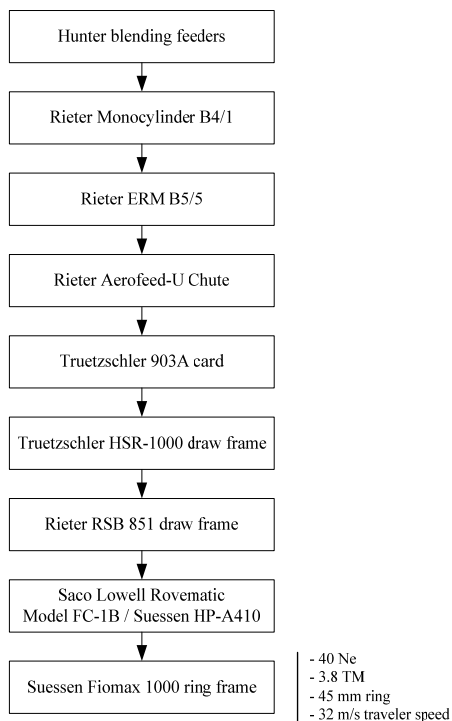 Hunter blending feeders
Rieter Monocylinder B4/1
Rieter ERM B5/5
Rieter Aerofeed-U Chute
Truetzschler 903A card
Truetzschler HSR-1000 draw frame
Rieter RSB 851 draw frame
Saco Lowell Rovematic
Model FC-1B / Suessen HP-A410
Suessen Fiomax 1000 ring frame
- 40 Ne
- 3.8 TM
- 45 mm ring
- 32 m/s traveler speed